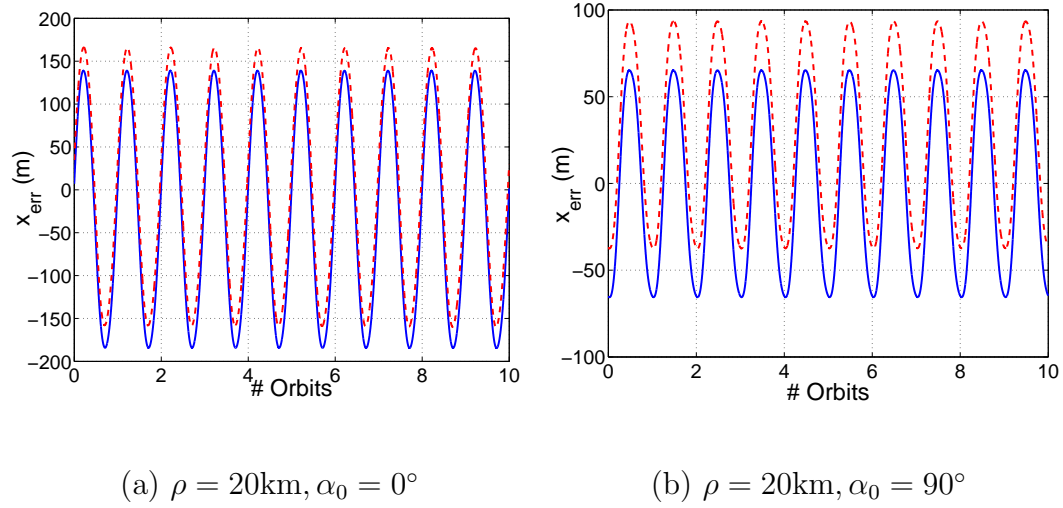 200
150
100
50
0
−50
−100
−150
−200
x_err (m)
0 2 4 6 8 10
# Orbits
(a) ρ = 20km, α₀ = 0°
100
50
0
−50
−100
x_err (m)
0 2 4 6 8 10
# Orbits
(b) ρ = 20km, α₀ = 90°